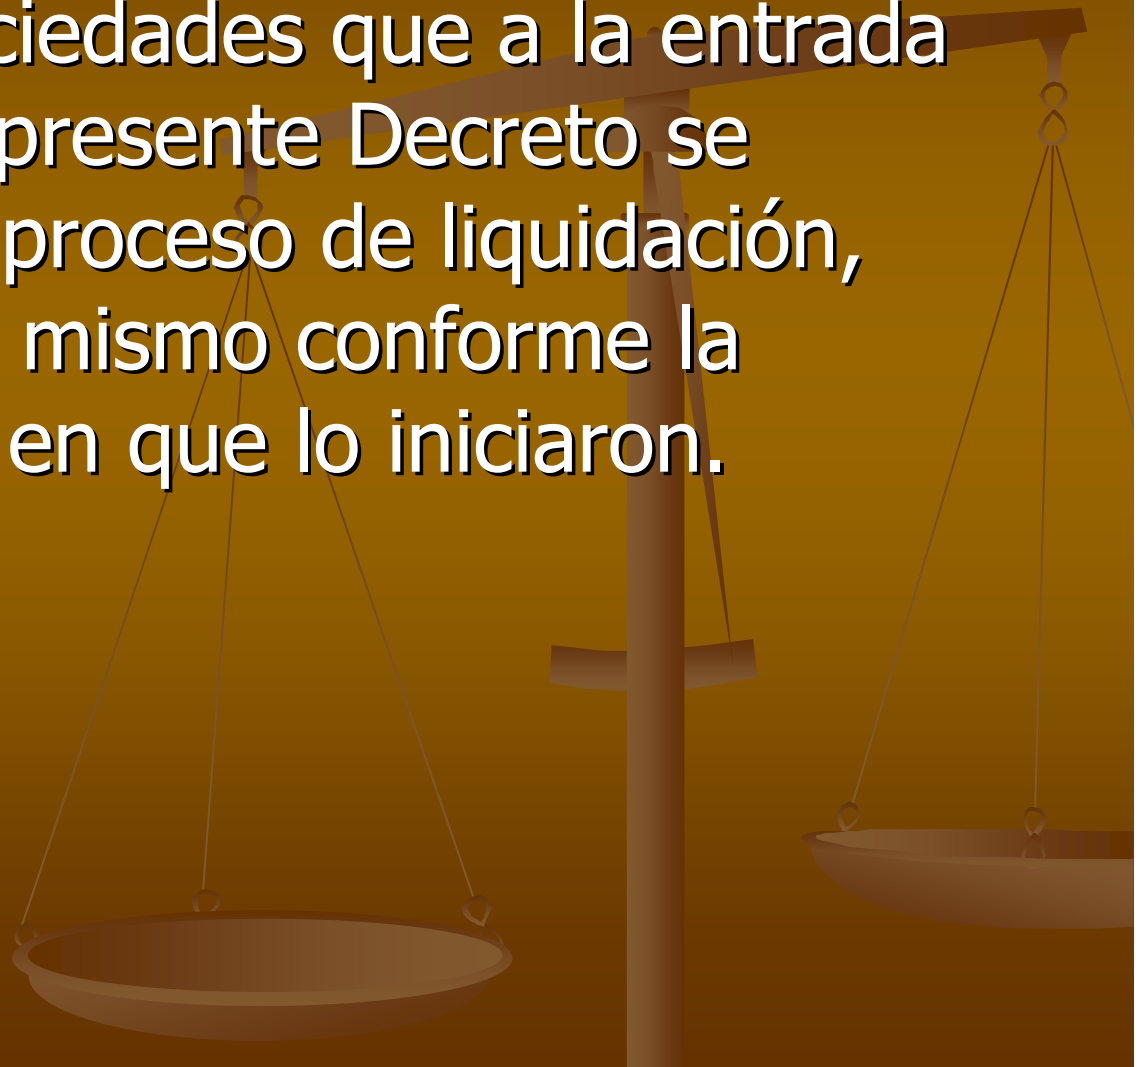 ciedades que a la entrada
presente Decreto se
proceso de liquidación,
mismo conforme la
en que lo iniciaron.